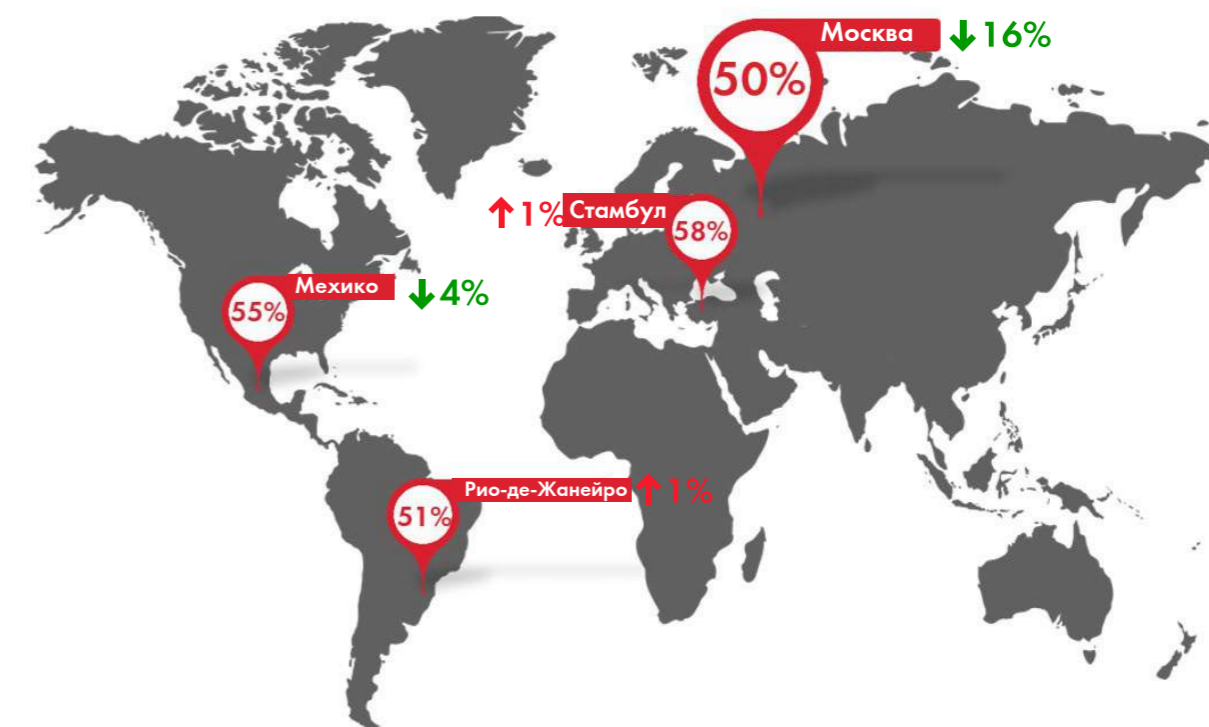 Москва ↓16%
50%
↑1% Стамбул
58%
Мехико ↓4%
55%
Рио-де-Жанейро ↑1%
51%